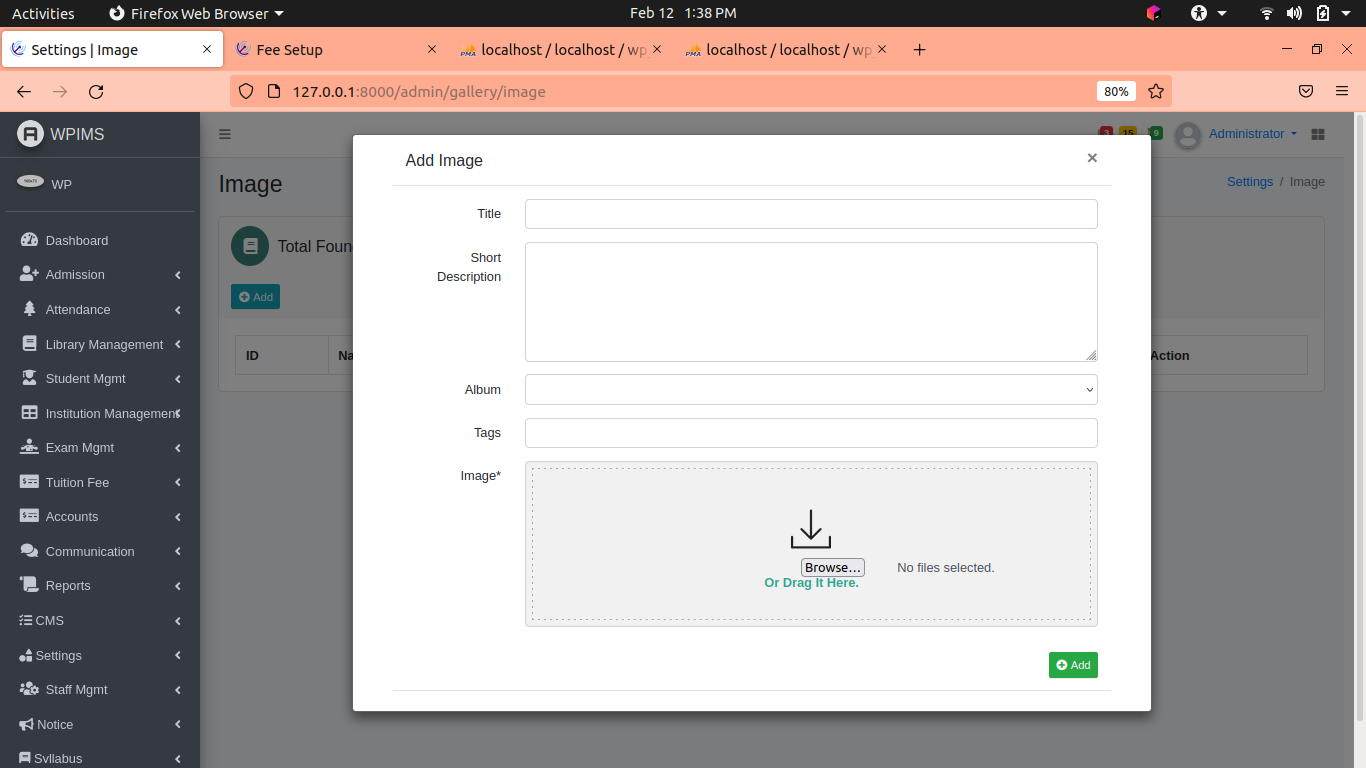 Activities Firefox Web Browser Feb 12 1:38 PM
Settings | Image Fee Setup localhost / localhost / wp localhost / localhost / wp
127.0.0.1:8000/admin/gallery/image 80%
WPIMS
WP
Dashboard
Admission
Attendance
Library Management
Student Mgmt
Institution Management
Exam Mgmt
Tuition Fee
Accounts
Communication
Reports
CMS
Settings
Staff Mgmt
Notice
Syllabus
3 15 9 Administrator
Image
Settings / Image
Total Foun
Add
ID Na Action
Add Image ×
Title
Short
Description
Album
Tags
Image*
Browse... No files selected.
Or Drag It Here.
Add